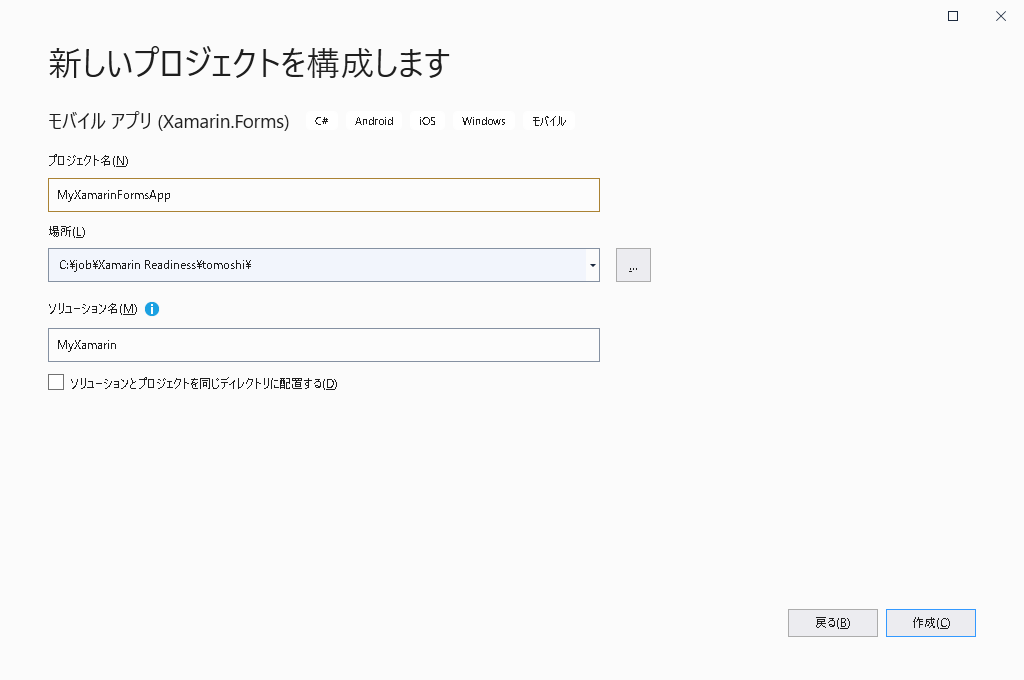 新しいプロジェクトを構成します
モバイル アプリ (Xamarin.Forms) C# Android iOS Windows モバイル
プロジェクト名(N)
MyXamarinFormsApp
場所(L)
C:¥job¥Xamarin Readiness¥tomoshi¥
...
ソリューション名(M)
MyXamarin
ソリューションとプロジェクトを同じディレクトリに配置する(D)
戻る(B) 作成(C)